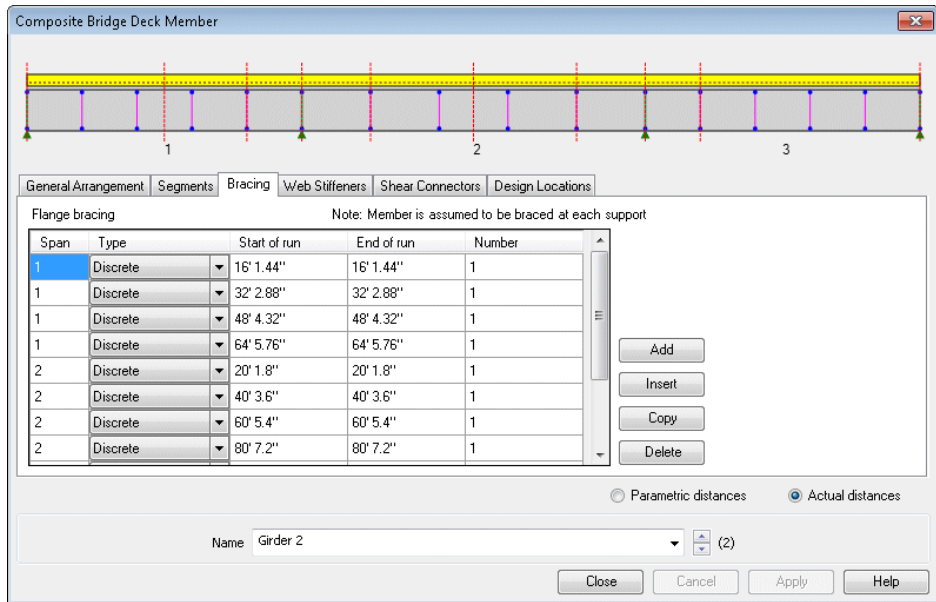 Composite Bridge Deck Member
1 2 3
General Arrangement Segments Bracing Web Stiffeners Shear Connectors Design Locations
Flange bracing Note: Member is assumed to be braced at each support
Span Type Start of run End of run Number
1 Discrete 16' 1.44'' 16' 1.44'' 1
1 Discrete 32' 2.88'' 32' 2.88'' 1
1 Discrete 48' 4.32'' 48' 4.32'' 1
1 Discrete 64' 5.76'' 64' 5.76'' 1
2 Discrete 20' 1.8'' 20' 1.8'' 1
2 Discrete 40' 3.6'' 40' 3.6'' 1
2 Discrete 60' 5.4'' 60' 5.4'' 1
2 Discrete 80' 7.2'' 80' 7.2'' 1
Add
Insert
Copy
Delete
Parametric distances Actual distances
Name Girder 2 (2)
Close Cancel Apply Help